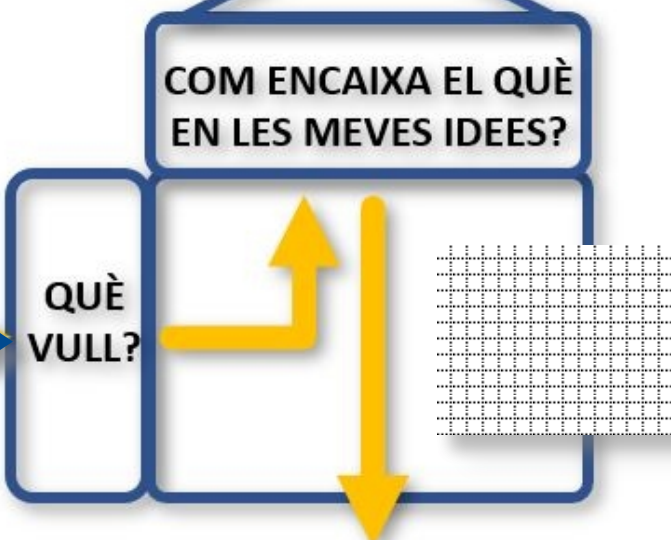 COM ENCAIXA EL QUÈ
EN LES MEVES IDEES?
QUÈ
VULL?